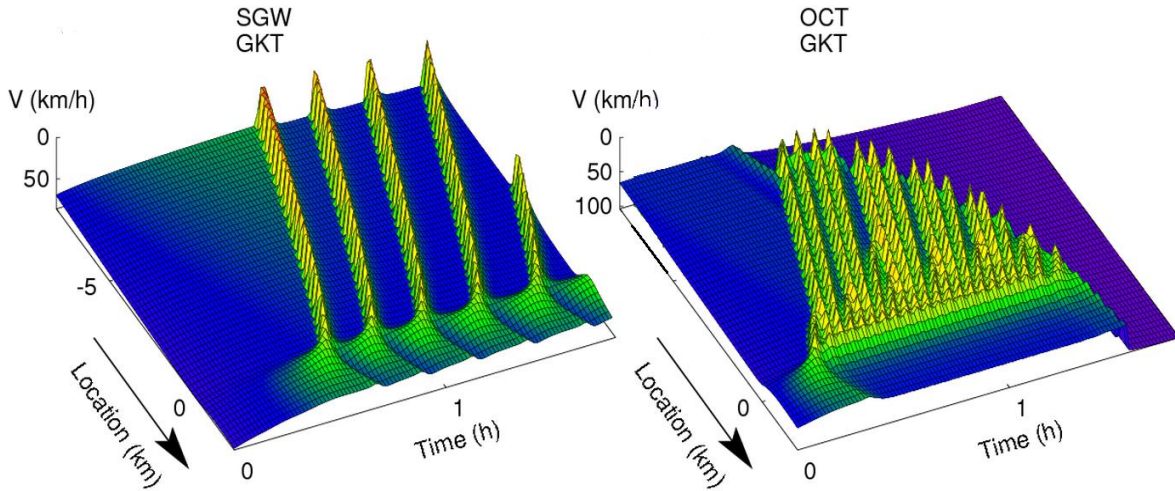 SGW
GKT
V (km/h)
0
50
-5
0
Location (km)
0
1
Time (h)
OCT
GKT
V (km/h)
0
50
100
0
Location (km)
0
1
Time (h)